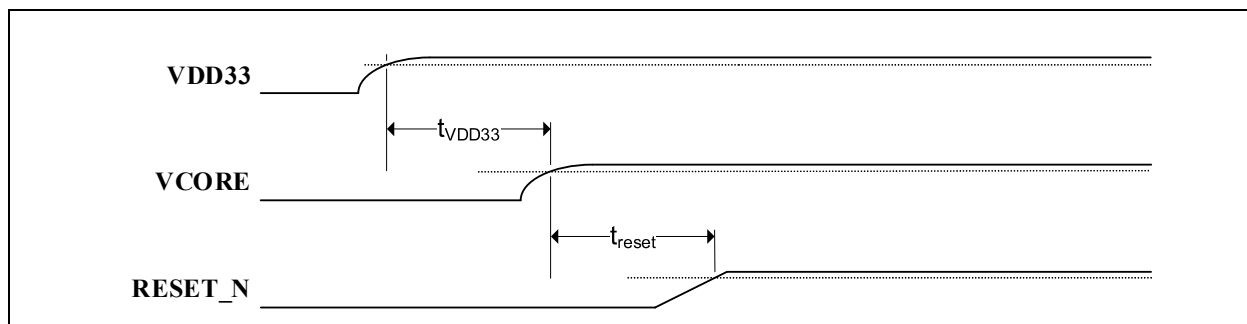 VDD33
tVDD33
VCORE
treset
RESET_N